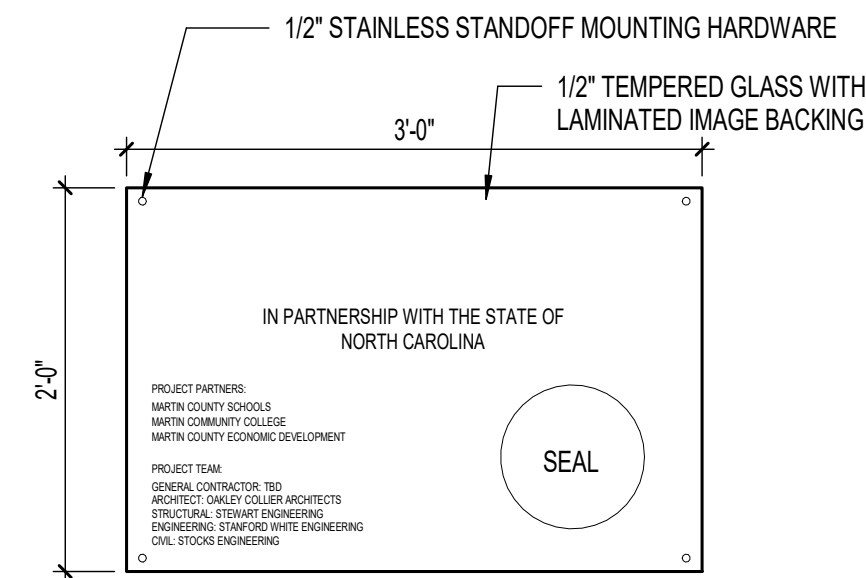 1/2" STAINLESS STANDOFF MOUNTING HARDWARE
1/2" TEMPERED GLASS WITH
LAMINATED IMAGE BACKING
3'-0"
2'-0"
IN PARTNERSHIP WITH THE STATE OF
NORTH CAROLINA
PROJECT PARTNERS:
MARTIN COUNTY SCHOOLS
MARTIN COMMUNITY COLLEGE
MARTIN COUNTY ECONOMIC DEVELOPMENT
PROJECT TEAM:
GENERAL CONTRACTOR: TBD
ARCHITECT: OAKLEY COLLIER ARCHITECTS
STRUCTURAL: STEWART ENGINEERING
ENGINEERING: STANFORD WHITE ENGINEERING
CIVIL: STOCKS ENGINEERING
SEAL